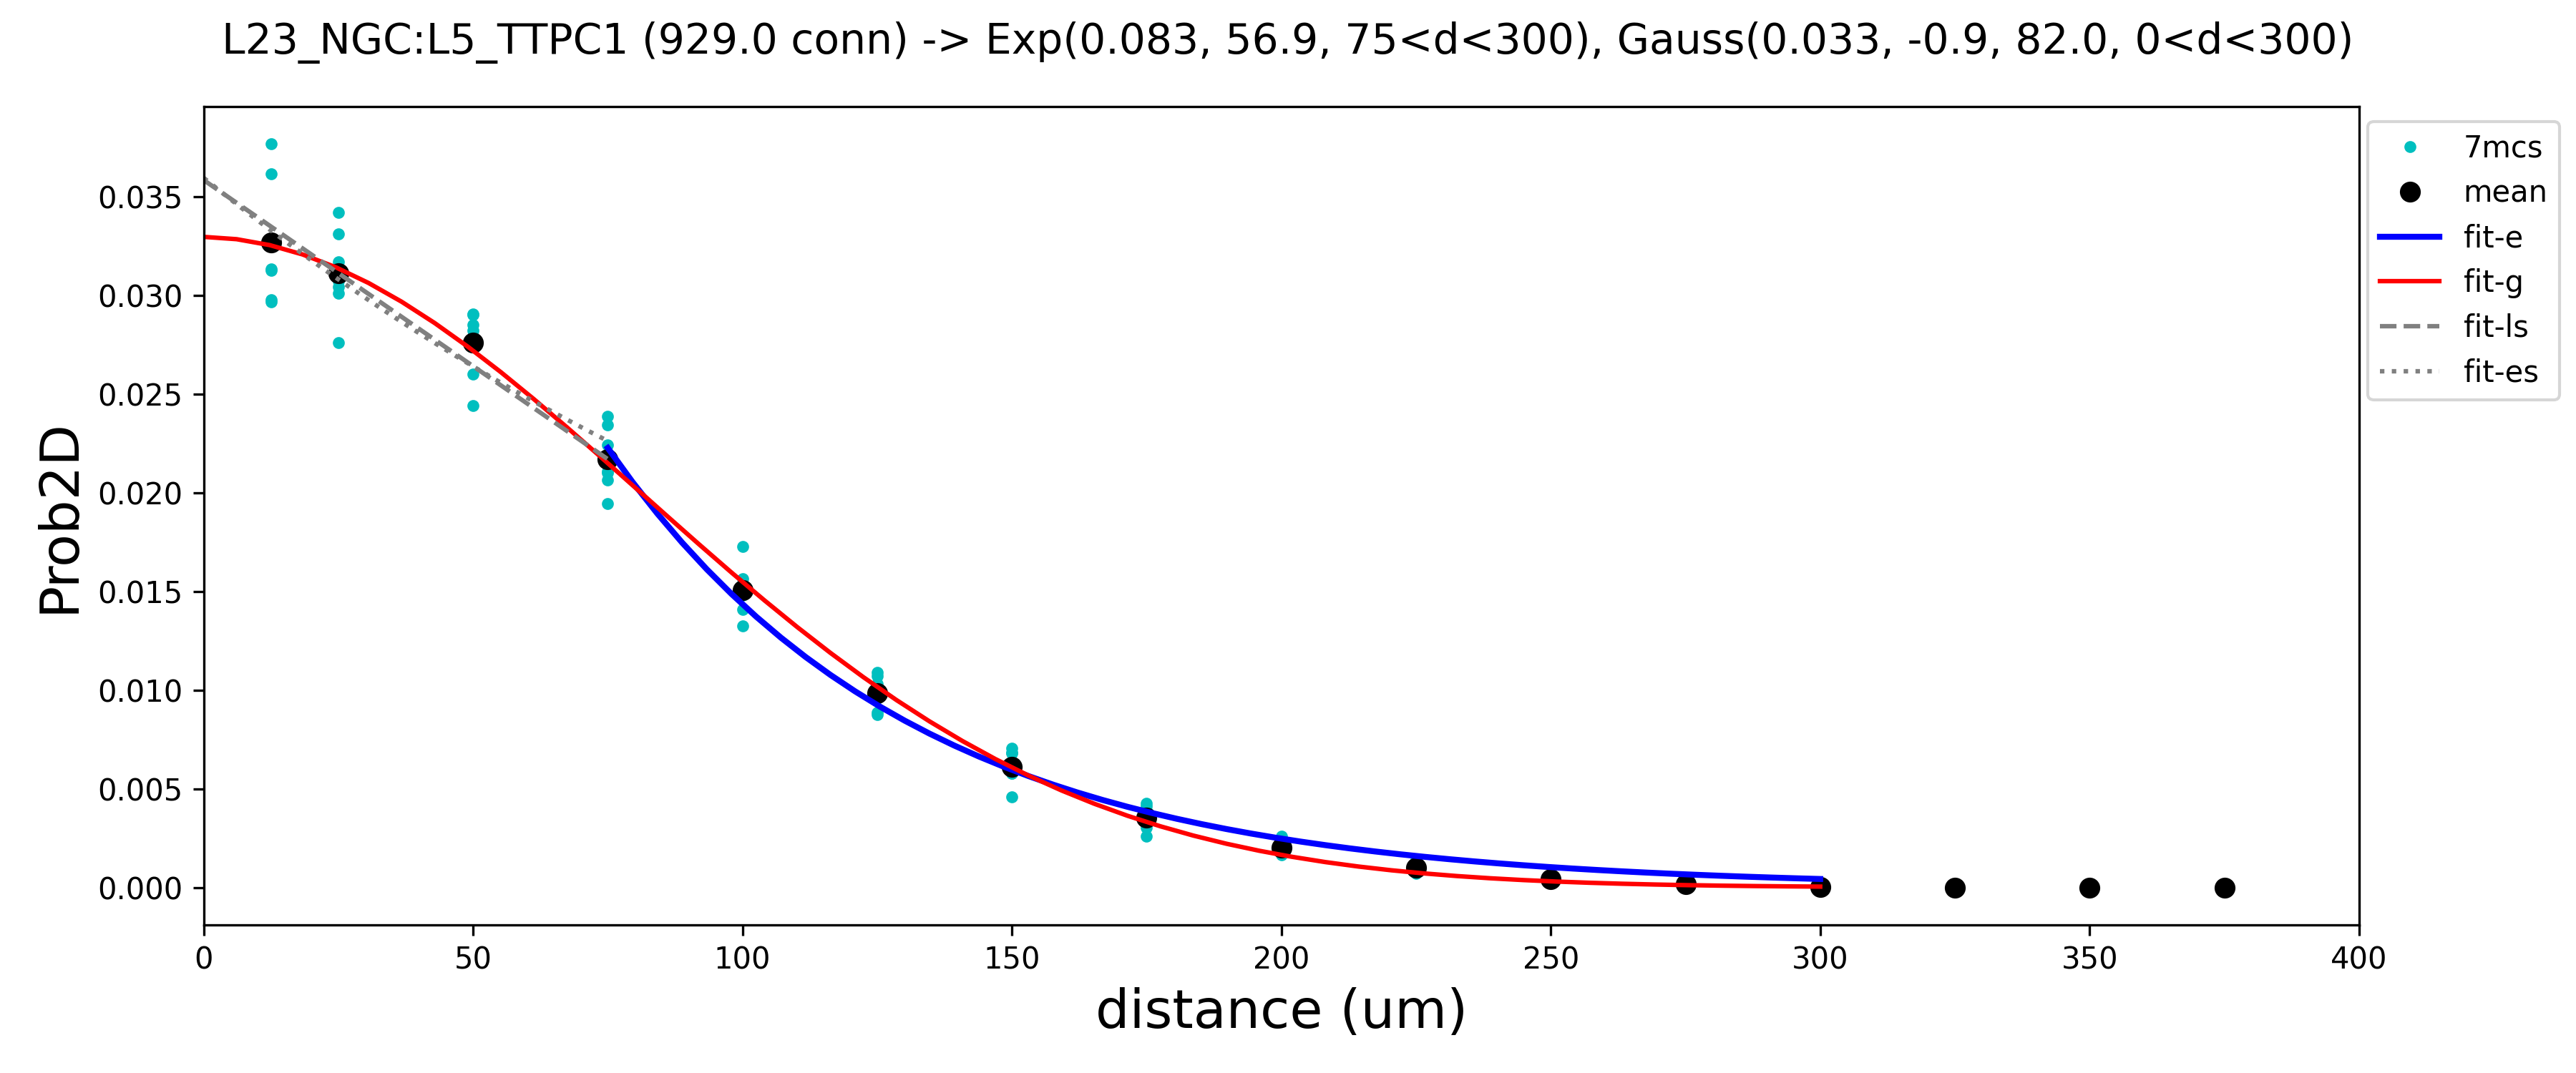 L23_NGC:L5_TTPC1 (929.0 conn) -> Exp(0.083, 56.9, 75<d<300), Gauss(0.033, -0.9, 82.0, 0<d<300)
7mcs
mean
fit-e
fit-g
fit-ls
fit-es
Prob2D
0.035
0.030
0.025
0.020
0.015
0.010
0.005
0.000
0 50 100 150 200 250 300 350 400
distance (um)